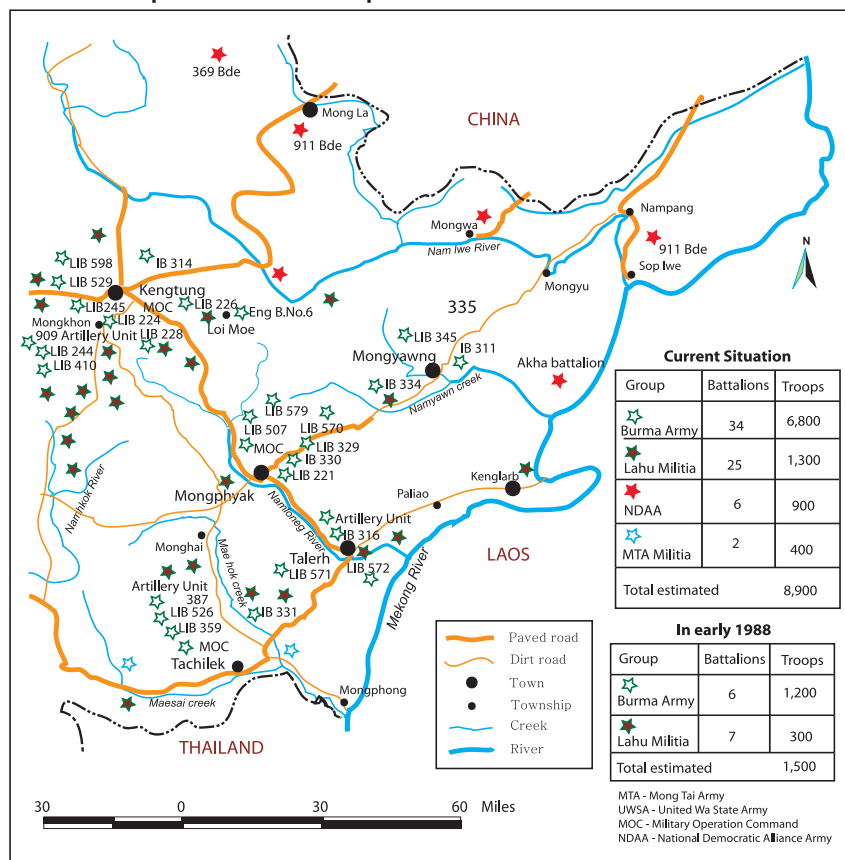 369 Bde
Mong La
911 Bde
CHINA
Mongwa
Nam lwe River
Nampang
911 Bde
Sop lwe
Mongyu
N
LIB 598
IB 314
LIB 529
Kengtung
MOC
LIB245
LIB 226
Eng B.No.6
Loi Moe
Mongkhon
LIB 224
909 Artillery Unit
LIB 228
LIB 244
LIB 410
335
LIB 345
Mongyawng
IB 311
IB 334
Namyawn creek
Akha battalion
LIB 579
LIB 507
LIB 570
MOC
LIB 329
IB 330
LIB 221
Mongphyak
Namhkok River
Namloneg River
Kenglarb
Paliao
Artillery Unit
IB 316
Monghai
Mae hok creek
Talerh
LIB 571
LIB 572
LAOS
Mekong River
Artillery Unit
387
LIB 526
LIB 359
IB 331
MOC
Tachilek
Mongphong
Maesai creek
THAILAND
Paved road
Dirt road
Town
Township
Creek
River
30 0 30 60 Miles
Current Situation
Group Battalions Troops
Burma Army 34 6,800
Lahu Militia 25 1,300
NDAA 6 900
MTA Militia 2 400
Total estimated 8,900
In early 1988
Group Battalions Troops
Burma Army 6 1,200
Lahu Militia 7 300
Total estimated 1,500
MTA - Mong Tai Army
UWSA - United Wa State Army
MOC - Military Operation Command
NDAA - National Democratic Alliance Army